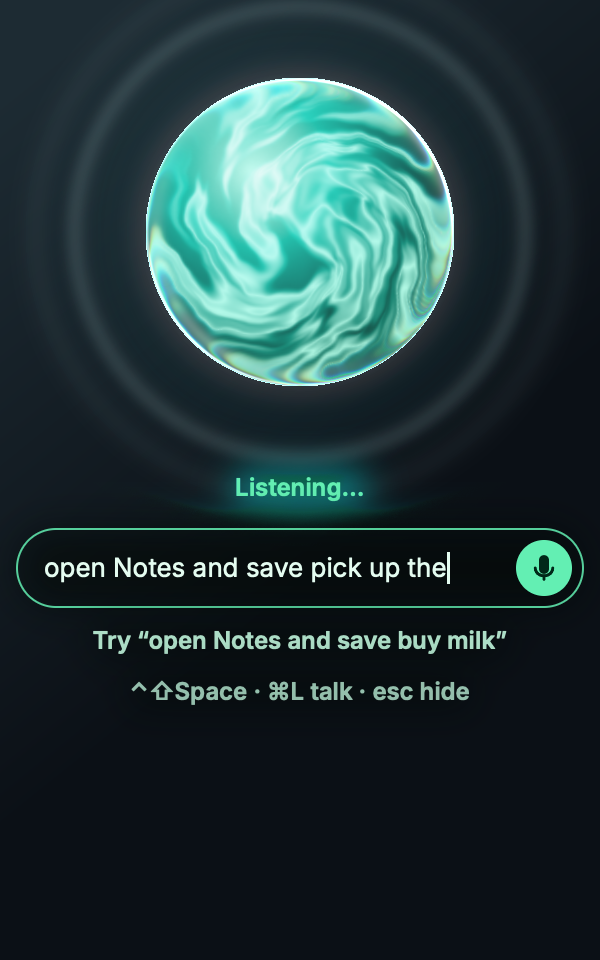 Listening...
open Notes and save pick up the
Try “open Notes and save buy milk”
⌃⇧Space · ⌘L talk · esc hide